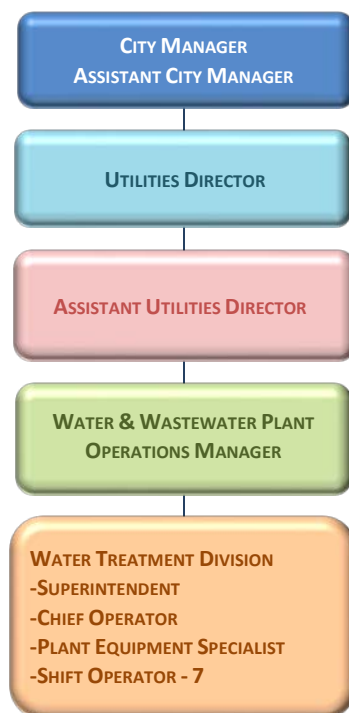 City Manager
Assistant City Manager
Utilities Director
Assistant Utilities Director
Water & Wastewater Plant
Operations Manager
Water Treatment Division
-Superintendent
-Chief Operator
-Plant Equipment Specialist
-Shift Operator - 7